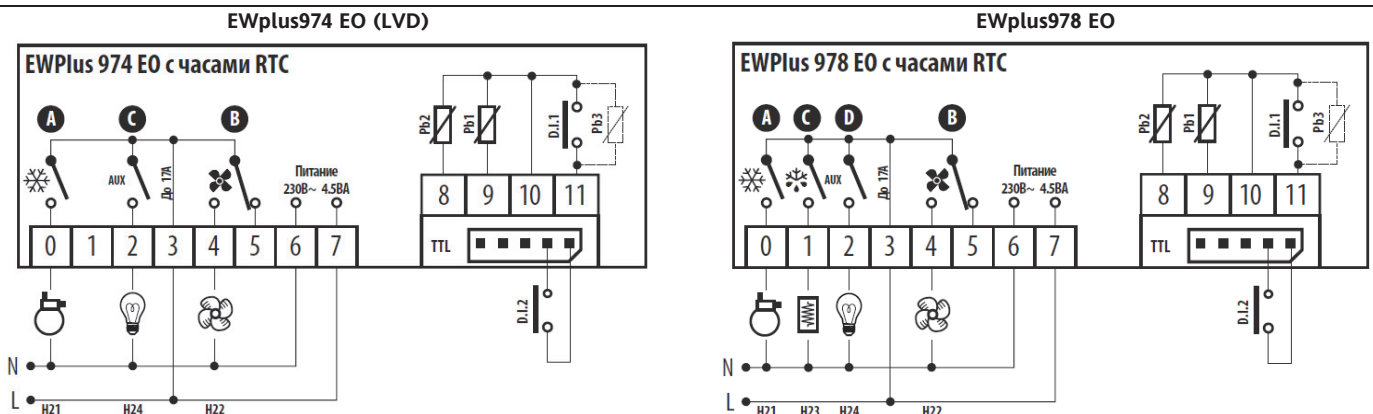 EWplus974 EO (LVD)
EWPlus 974 EO с часами RTC
A
C
B
AUX
До 17A
Питание
230В~ 4.5ВА
Pb2
Pb1
D.I.1
Pb3
0 1 2 3 4 5 6 7
8 9 10 11
TTL
D.I.2
N
L
H21 H24 H22
EWplus978 EO
EWPlus 978 EO с часами RTC
A
C
D
B
AUX
До 17A
Питание
230В~ 4.5ВА
Pb2
Pb1
D.I.1
Pb3
0 1 2 3 4 5 6 7
8 9 10 11
TTL
D.I.2
N
L
H21 H23 H24 H22